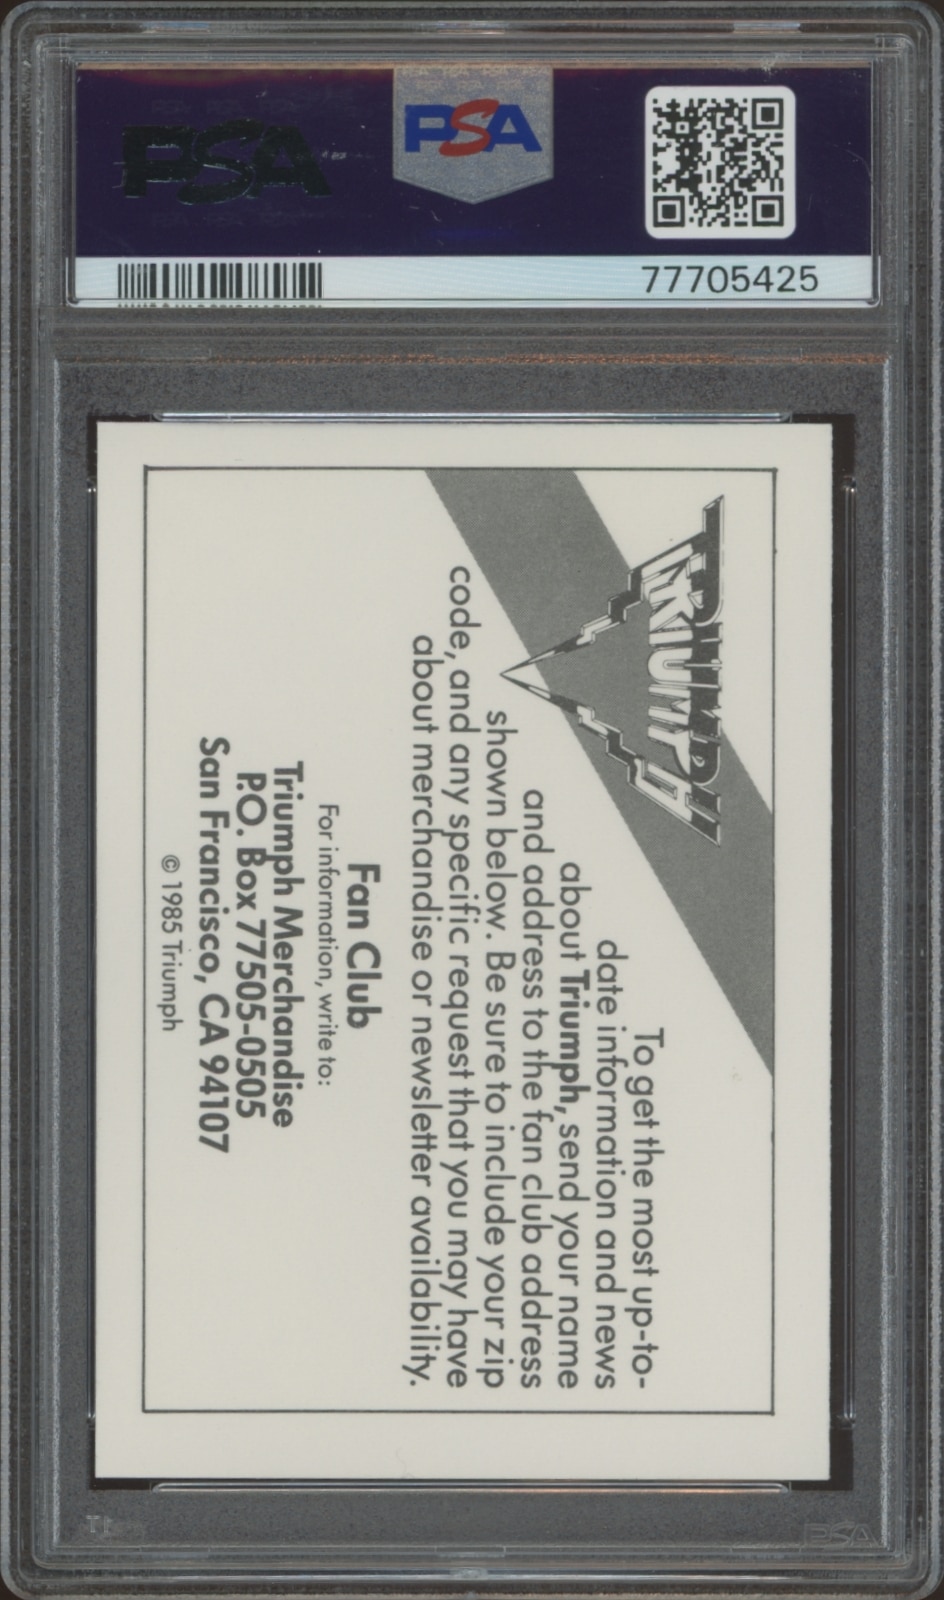 PSA
PSA
77705425
TRIUMPH
To get the most up-to-
date information and news
about Triumph, send your name
and address to the fan club address
shown below. Be sure to include your zip
code, and any specific request that you may have
about merchandise or newsletter availability.
Fan Club
For information, write to:
Triumph Merchandise
P.O. Box 77505-0505
San Francisco, CA 94107
© 1985 Triumph
PSA